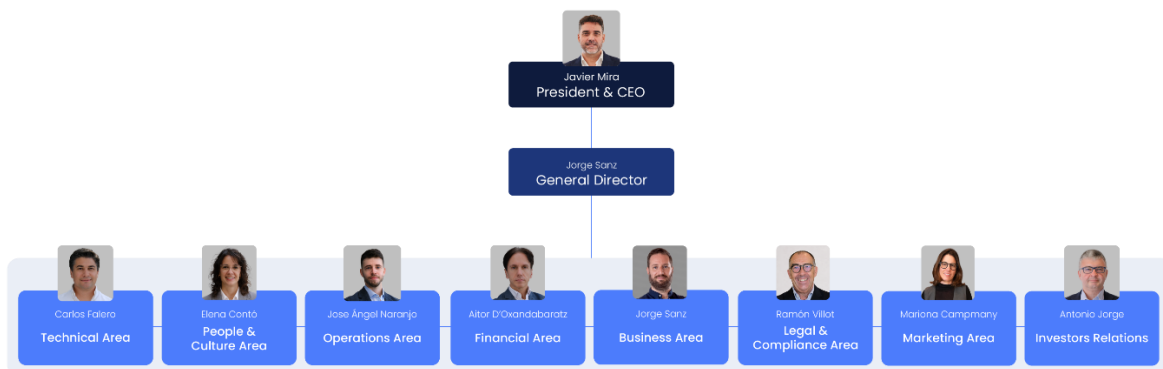 Javier Mira
President & CEO
Jorge Sanz
General Director
Carlos Falero
Technical Area
Elena Contó
People &
Culture Area
Jose Ángel Naranjo
Operations Area
Aitor D'Oxandabaratz
Financial Area
Jorge Sanz
Business Area
Ramón Villot
Legal &
Compliance Area
Mariona Campmany
Marketing Area
Antonio Jorge
Investors Relations